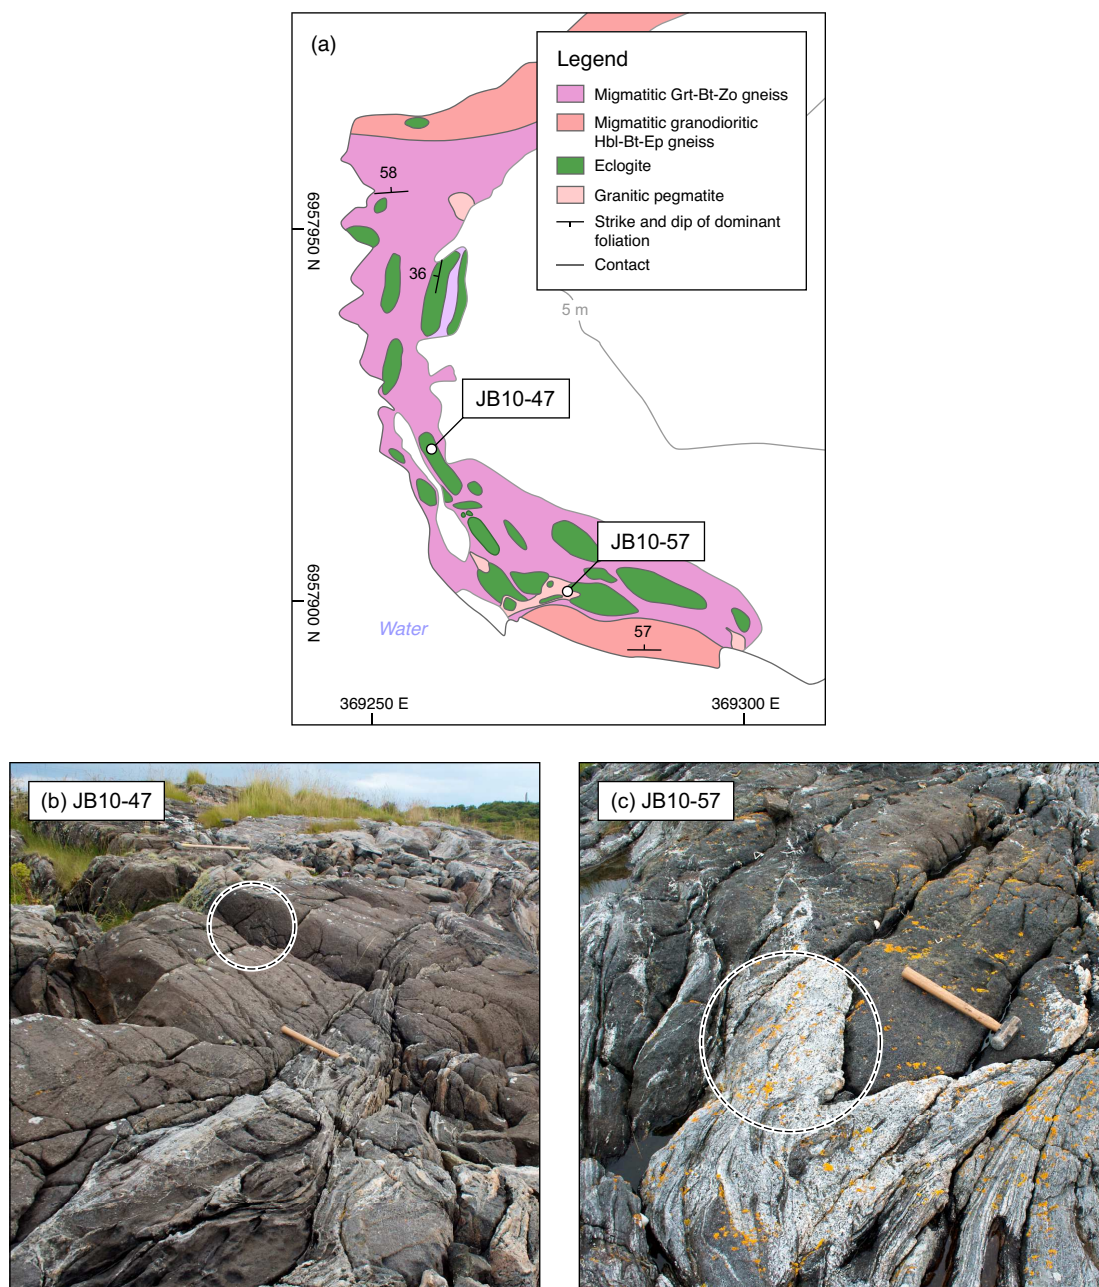 (a)
Legend
Migmatitic Grt-Bt-Zo gneiss
Migmatitic granodioritic
Hbl-Bt-Ep gneiss
Eclogite
Granitic pegmatite
Strike and dip of dominant
foliation
Contact
58
6957950 N
36
5 m
JB10-47
JB10-57
6957900 N
Water
57
369250 E
369300 E
(b) JB10-47
(c) JB10-57